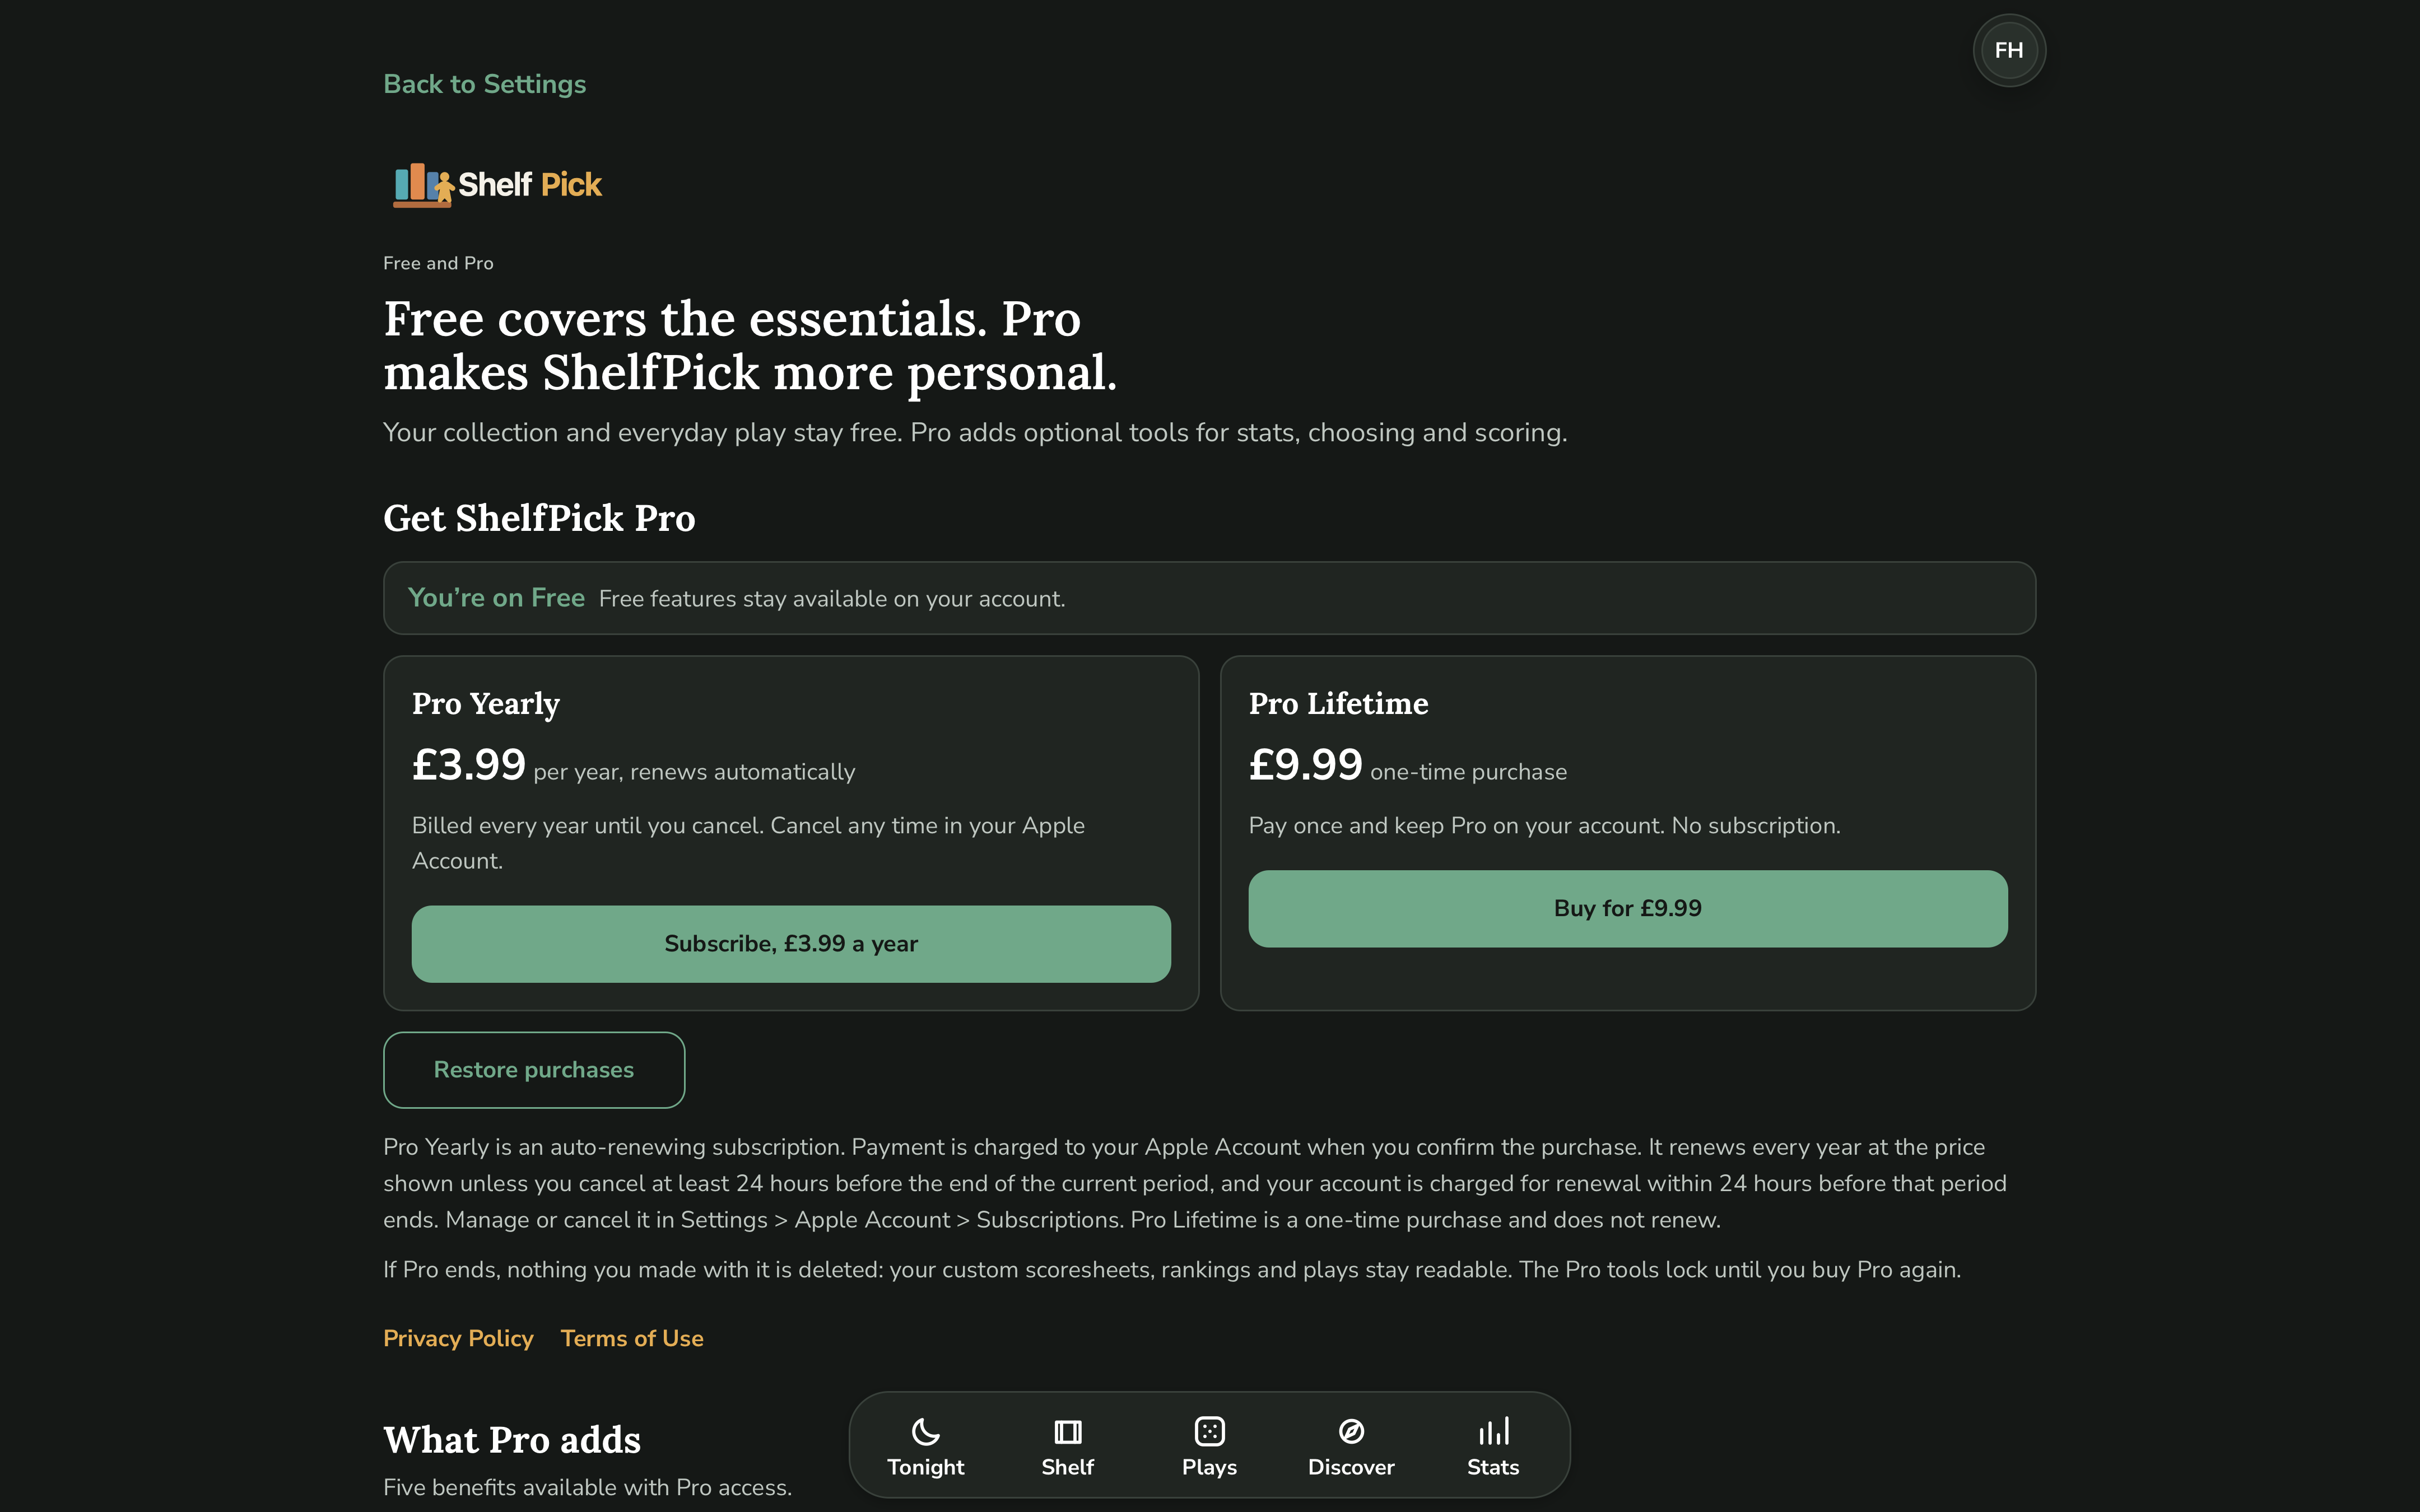 FH
Back to Settings
Shelf Pick
Free and Pro
Free covers the essentials. Pro
makes ShelfPick more personal.
Your collection and everyday play stay free. Pro adds optional tools for stats, choosing and scoring.
Get ShelfPick Pro
You're on Free Free features stay available on your account.
Pro Yearly
£3.99 per year, renews automatically
Billed every year until you cancel. Cancel any time in your Apple
Account.
Subscribe, £3.99 a year
Pro Lifetime
£9.99 one-time purchase
Pay once and keep Pro on your account. No subscription.
Buy for £9.99
Restore purchases
Pro Yearly is an auto-renewing subscription. Payment is charged to your Apple Account when you confirm the purchase. It renews every year at the price
shown unless you cancel at least 24 hours before the end of the current period, and your account is charged for renewal within 24 hours before that period
ends. Manage or cancel it in Settings > Apple Account > Subscriptions. Pro Lifetime is a one-time purchase and does not renew.
If Pro ends, nothing you made with it is deleted: your custom scoresheets, rankings and plays stay readable. The Pro tools lock until you buy Pro again.
Privacy Policy Terms of Use
What Pro adds
Five benefits available with Pro access.
Tonight Shelf Plays Discover Stats